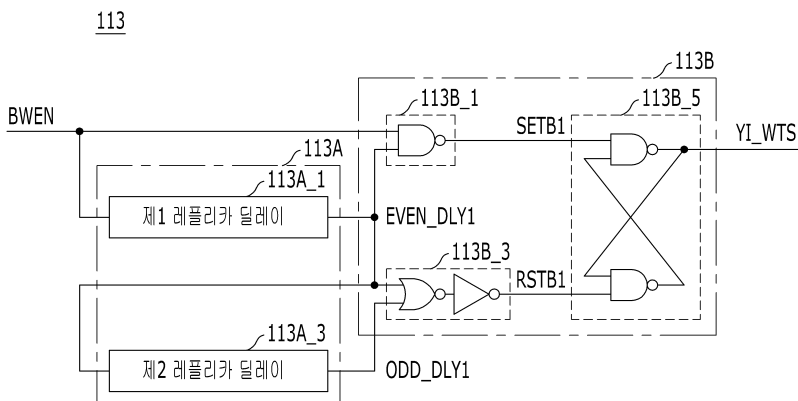 113
113B
BWEN
113B_1
SETB1
113B_5
YI_WTS
113A
113A_1
제1 레플리카 딜레이
EVEN_DLY1
113B_3
RSTB1
113A_3
제2 레플리카 딜레이
ODD_DLY1